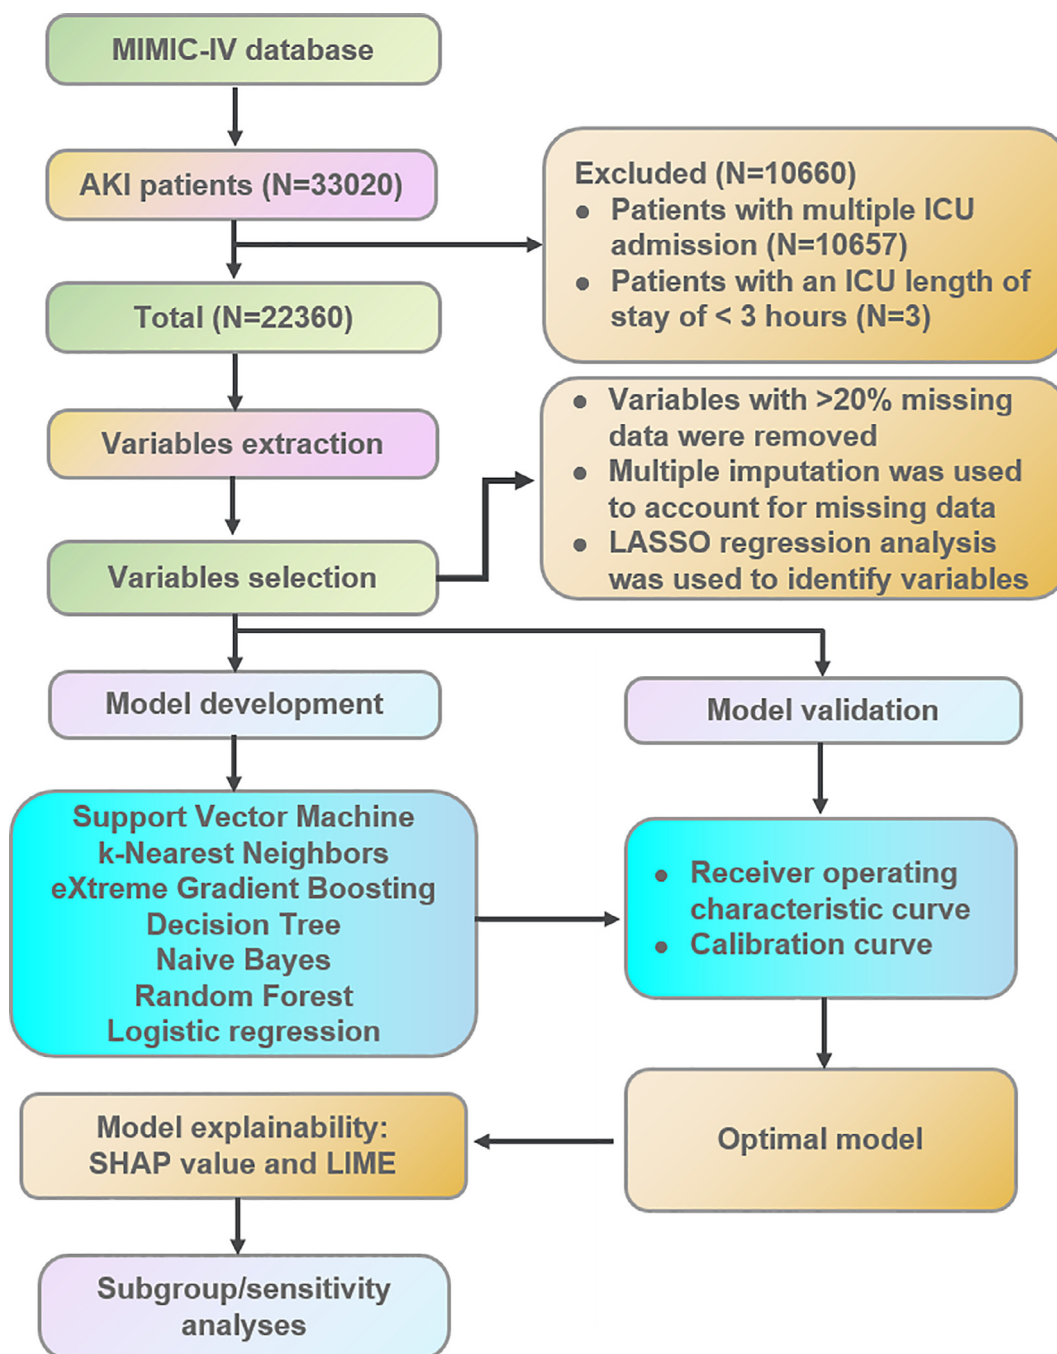 MIMIC-IV database
AKI patients (N=33020)
Excluded (N=10660)
● Patients with multiple ICU
admission (N=10657)
● Patients with an ICU length of
stay of < 3 hours (N=3)
Total (N=22360)
Variables extraction
● Variables with >20% missing
data were removed
● Multiple imputation was used
to account for missing data
● LASSO regression analysis
was used to identify variables
Variables selection
Model development
Model validation
Support Vector Machine
k-Nearest Neighbors
eXtreme Gradient Boosting
Decision Tree
Naive Bayes
Random Forest
Logistic regression
● Receiver operating
characteristic curve
● Calibration curve
Optimal model
Model explainability:
SHAP value and LIME
Subgroup/sensitivity
analyses